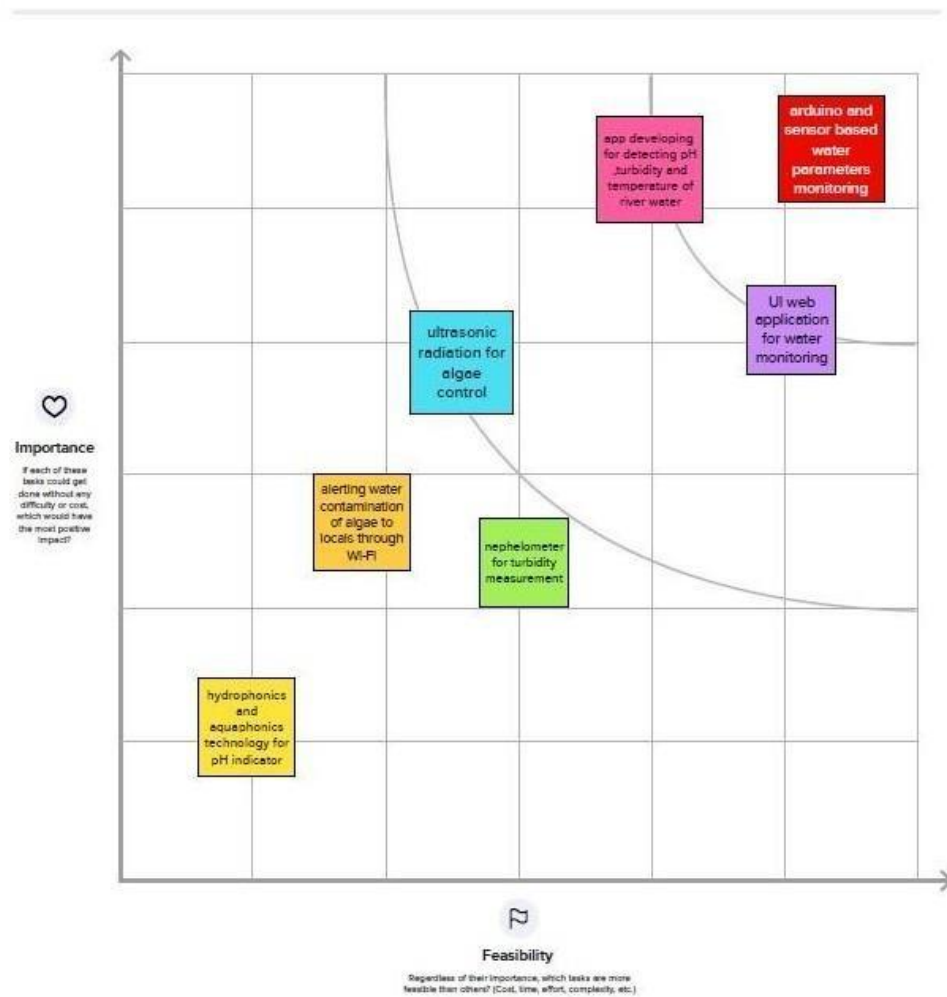 arduino and
sensor based
water
parameters
monitoring
app developing
for detecting pH
,turbidity and
temperature of
river water
UI web
application
for water
monitoring
ultrasonic
radiation for
algae
control
Importance
If each of these
tasks could get
done without any
difficulty or cost,
which would have
the most positive
impact?
alerting water
contamination
of algae to
locals through
Wi-Fi
nephelometer
for turbidity
measurement
hydrophonics
and
aquaphonics
technology for
pH indicator
Feasibility
Regardless of their importance, which tasks are more
feasible than others? (Cost, time, effort, complexity, etc.)